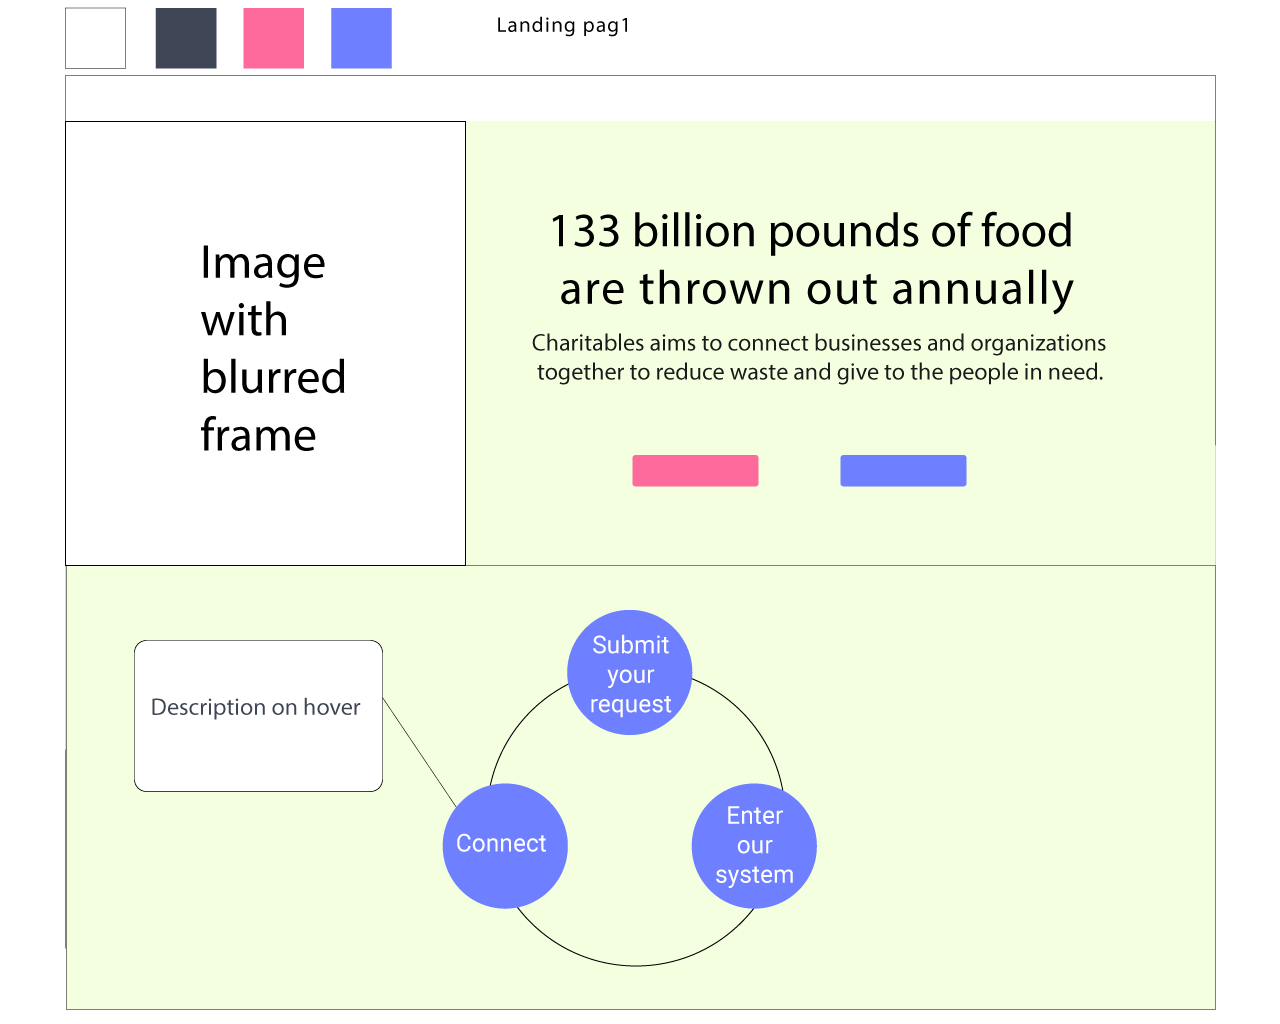 Landing pag1
Image
with
blurred
frame
133 billion pounds of food
are thrown out annually
Charitables aims to connect businesses and organizations
together to reduce waste and give to the people in need.
Description on hover
Submit
your
request
Connect
Enter
our
system